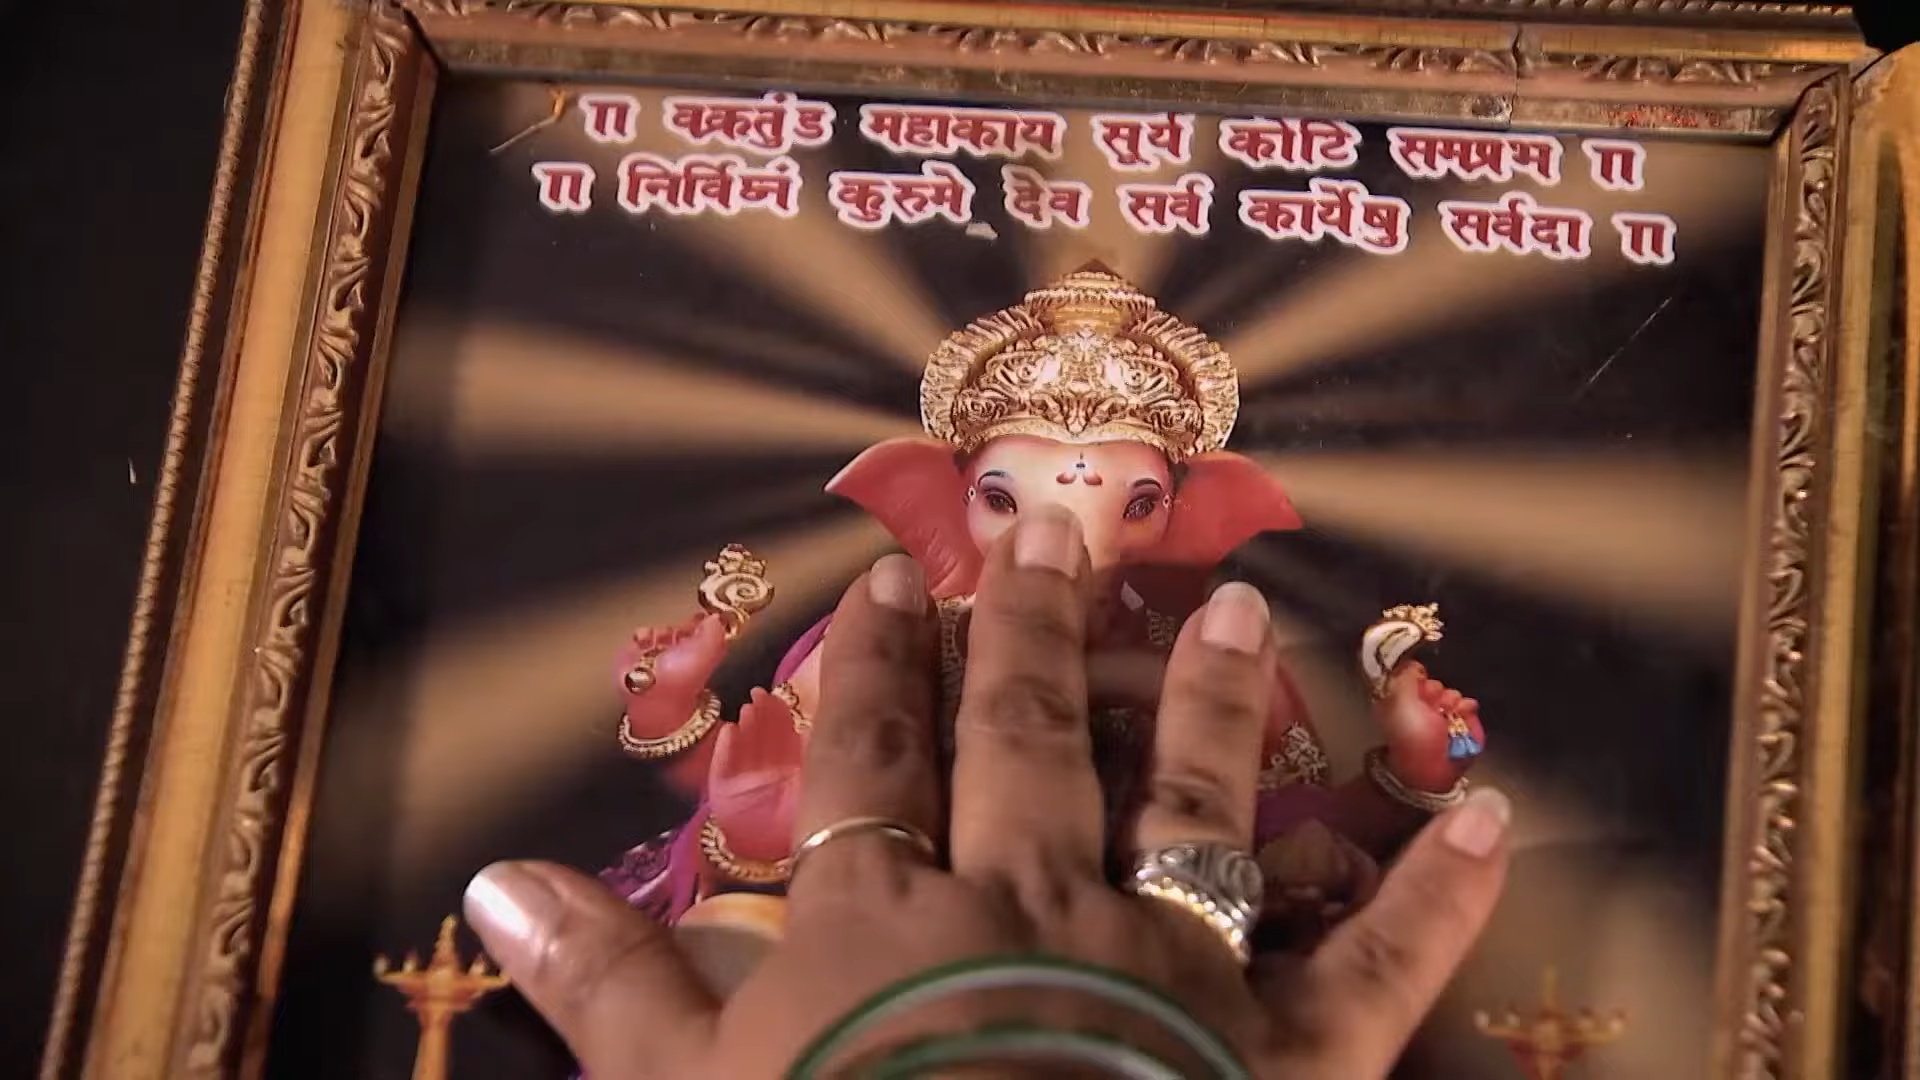 ॥ वक्रतुंड महाकाय सूर्य कोटि समप्रभ ॥
॥ निर्विघ्नं कुरुमे देव सर्व कार्येषु सर्वदा ॥